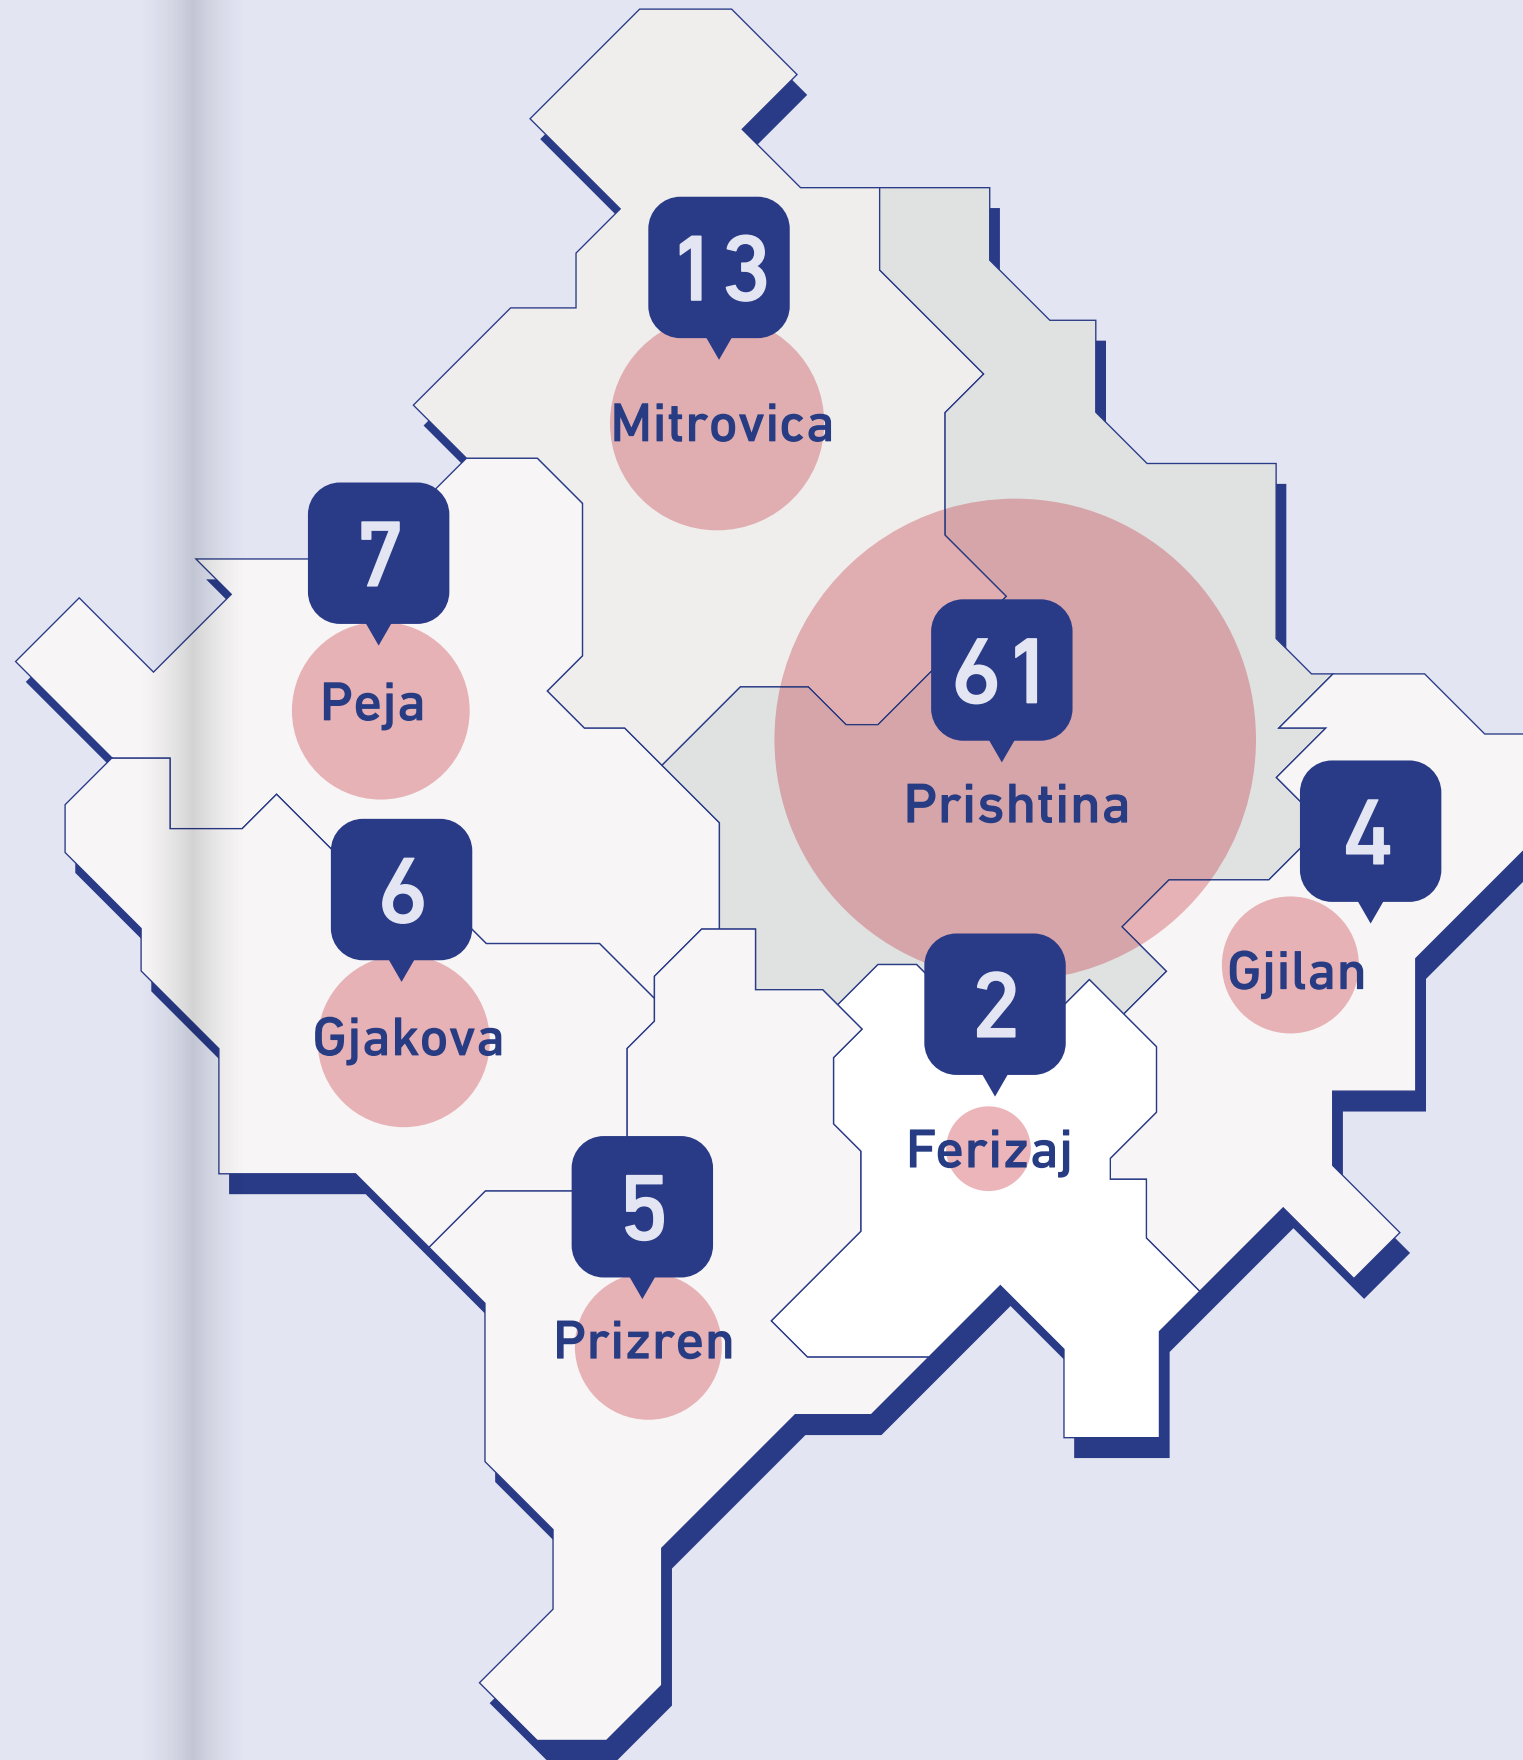 13
Mitrovica
7
Peja
61
Prishtina
4
Gjilan
6
Gjakova
2
Ferizaj
5
Prizren